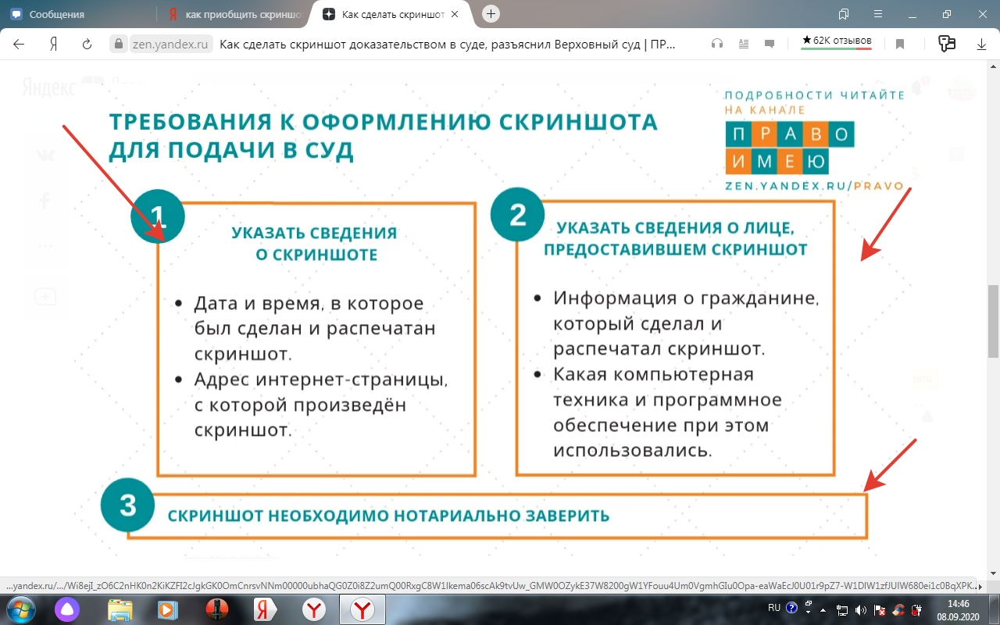 Сообщения
как приобщить скриншо
Как сделать скриншот
zen.yandex.ru
Как сделать скриншот доказательством в суде, разъяснил Верховный суд | ПР...
★62К отзывов
Яндекс
ТРЕБОВАНИЯ К ОФОРМЛЕНИЮ СКРИНШОТА
ДЛЯ ПОДАЧИ В СУД
ПОДРОБНОСТИ ЧИТАЙТЕ
НА КАНАЛЕ
ПРАВО
ИМЕЮ
ZEN.YANDEX.RU/PRAVO
1
УКАЗАТЬ СВЕДЕНИЯ
О СКРИНШОТЕ
• Дата и время, в которое
был сделан и распечатан
скриншот.
• Адрес интернет-страницы,
с которой произведён
скриншот.
2
УКАЗАТЬ СВЕДЕНИЯ О ЛИЦЕ,
ПРЕДОСТАВИВШЕМ СКРИНШОТ
• Информация о гражданине,
который сделал и
распечатал скриншот.
• Какая компьютерная
техника и программное
обеспечение при этом
использовались.
3
СКРИНШОТ НЕОБХОДИМО НОТАРИАЛЬНО ЗАВЕРИТЬ
RU
14:46
08.09.2020